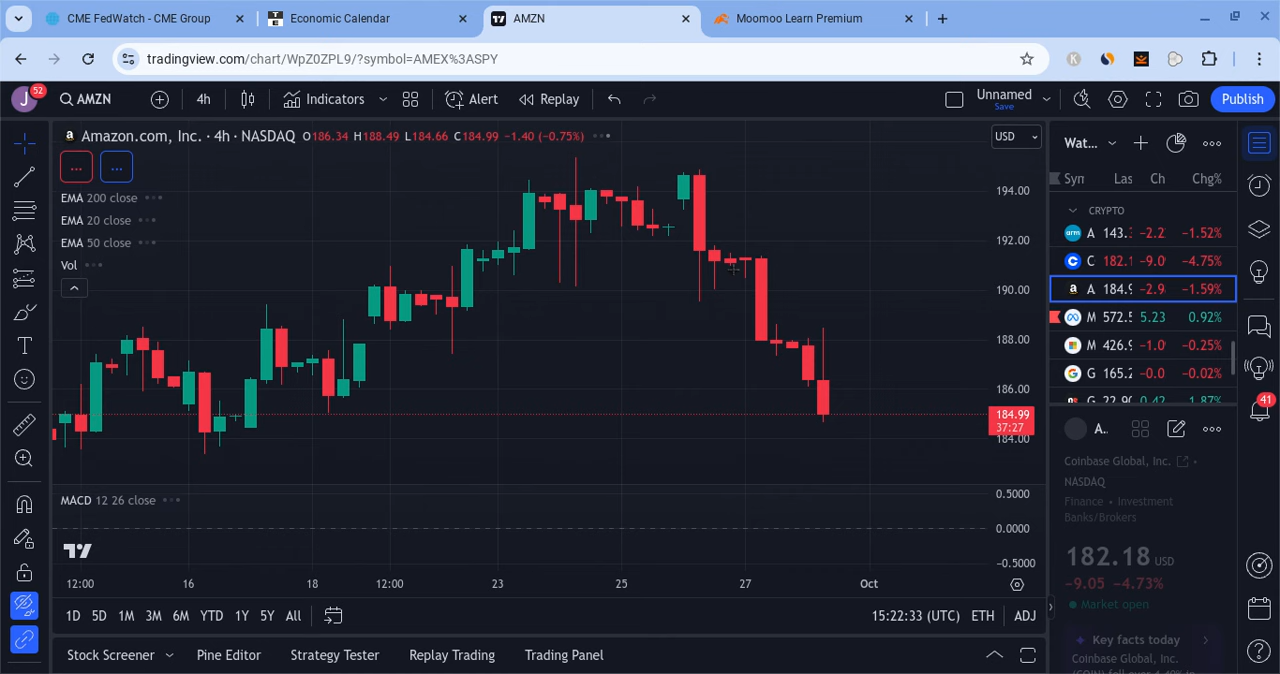 CME FedWatch - CME Group
Economic Calendar
AMZN
Moomoo Learn Premium
tradingview.com/chart/WpZ0ZPL9/?symbol=AMEX%3ASPY
J 52
AMZN
4h
Indicators
Alert
Replay
Unnamed
Save
Publish
Amazon.com, Inc. · 4h · NASDAQ O186.34 H188.49 L184.66 C184.99 −1.40 (−0.75%)
USD
EMA 200 close
EMA 20 close
EMA 50 close
Vol
194.00
192.00
190.00
188.00
186.00
184.99
37:27
184.00
MACD 12 26 close
0.5000
0.0000
−0.5000
12:00 16 18 12:00 23 25 27 Oct
1D 5D 1M 3M 6M YTD 1Y 5Y All
15:22:33 (UTC) ETH ADJ
Stock Screener Pine Editor Strategy Tester Replay Trading Trading Panel
Wat...
Syn Las Ch Chg%
CRYPTO
arm A 143. −2.2 −1.52%
C 182.1 −9.0 −4.75%
a A 184.9 −2.9 −1.59%
M 572.5 5.23 0.92%
M 426.9 −1.0 −0.25%
G 165.2 −0.0 −0.02%
G 22.90 0.42 1.87%
A..
Coinbase Global, Inc.
NASDAQ
Finance • Investment
Banks/Brokers
182.18 USD
−9.05 −4.73%
Market open
Key facts today
Coinbase Global, Inc.
41